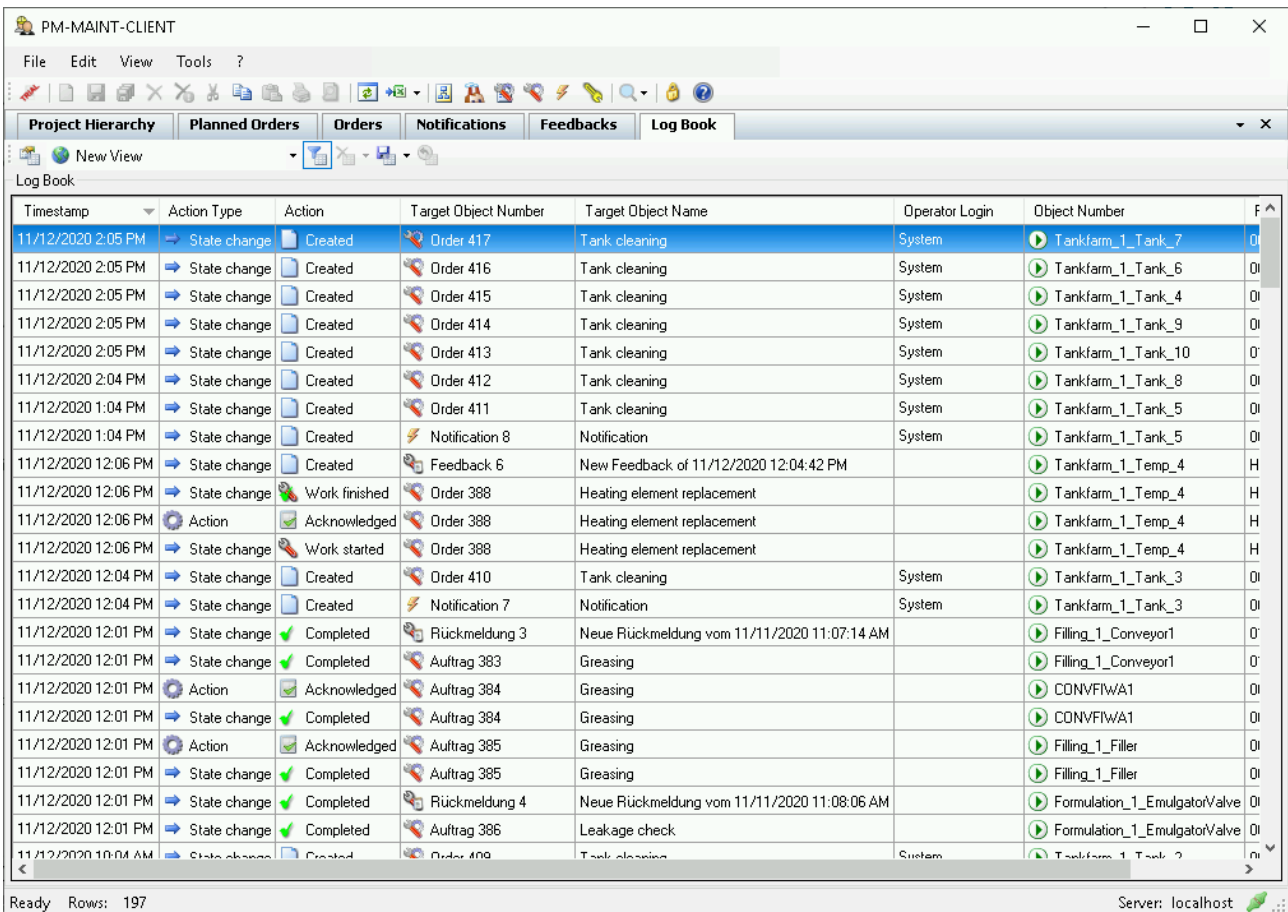 PM-MAINT-CLIENT
File Edit View Tools ?
Project Hierarchy Planned Orders Orders Notifications Feedbacks Log Book
New View
Log Book
Timestamp Action Type Action Target Object Number Target Object Name Operator Login Object Number
11/12/2020 2:05 PM State change Created Order 417 Tank cleaning System Tankfarm_1_Tank_7
11/12/2020 2:05 PM State change Created Order 416 Tank cleaning System Tankfarm_1_Tank_6
11/12/2020 2:05 PM State change Created Order 415 Tank cleaning System Tankfarm_1_Tank_4
11/12/2020 2:05 PM State change Created Order 414 Tank cleaning System Tankfarm_1_Tank_9
11/12/2020 2:05 PM State change Created Order 413 Tank cleaning System Tankfarm_1_Tank_10
11/12/2020 2:04 PM State change Created Order 412 Tank cleaning System Tankfarm_1_Tank_8
11/12/2020 1:04 PM State change Created Order 411 Tank cleaning System Tankfarm_1_Tank_5
11/12/2020 1:04 PM State change Created Notification 8 Notification System Tankfarm_1_Tank_5
11/12/2020 12:06 PM State change Created Feedback 6 New Feedback of 11/12/2020 12:04:42 PM Tankfarm_1_Temp_4 H
11/12/2020 12:06 PM State change Work finished Order 388 Heating element replacement Tankfarm_1_Temp_4 H
11/12/2020 12:06 PM Action Acknowledged Order 388 Heating element replacement Tankfarm_1_Temp_4 H
11/12/2020 12:06 PM State change Work started Order 388 Heating element replacement Tankfarm_1_Temp_4 H
11/12/2020 12:04 PM State change Created Order 410 Tank cleaning System Tankfarm_1_Tank_3
11/12/2020 12:04 PM State change Created Notification 7 Notification System Tankfarm_1_Tank_3
11/12/2020 12:01 PM State change Completed Rückmeldung 3 Neue Rückmeldung vom 11/11/2020 11:07:14 AM Filling_1_Conveyor1
11/12/2020 12:01 PM State change Completed Auftrag 383 Greasing Filling_1_Conveyor1
11/12/2020 12:01 PM Action Acknowledged Auftrag 384 Greasing CONVFIWA1
11/12/2020 12:01 PM State change Completed Auftrag 384 Greasing CONVFIWA1
11/12/2020 12:01 PM Action Acknowledged Auftrag 385 Greasing Filling_1_Filler
11/12/2020 12:01 PM State change Completed Auftrag 385 Greasing Filling_1_Filler
11/12/2020 12:01 PM State change Completed Rückmeldung 4 Neue Rückmeldung vom 11/11/2020 11:08:06 AM Formulation_1_EmulgatorValve
11/12/2020 12:01 PM State change Completed Auftrag 386 Leakage check Formulation_1_EmulgatorValve
11/12/2020 10:04 AM State change Created Order 409 Tank cleaning System Tankfarm_1_Tank_2
Ready Rows: 197 Server: localhost